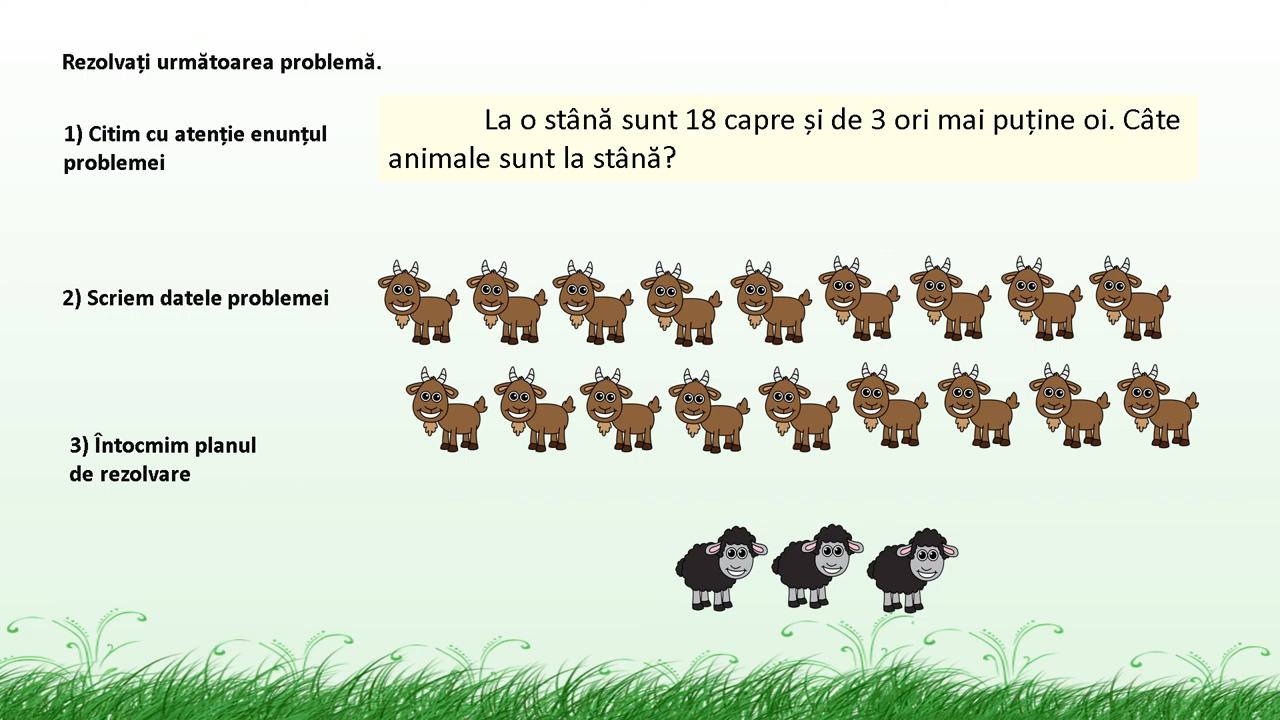 Rezolvați următoarea problemă.
1) Citim cu atenție enunțul
problemei
La o stână sunt 18 capre și de 3 ori mai puține oi. Câte
animale sunt la stână?
2) Scriem datele problemei
3) Întocmim planul
de rezolvare